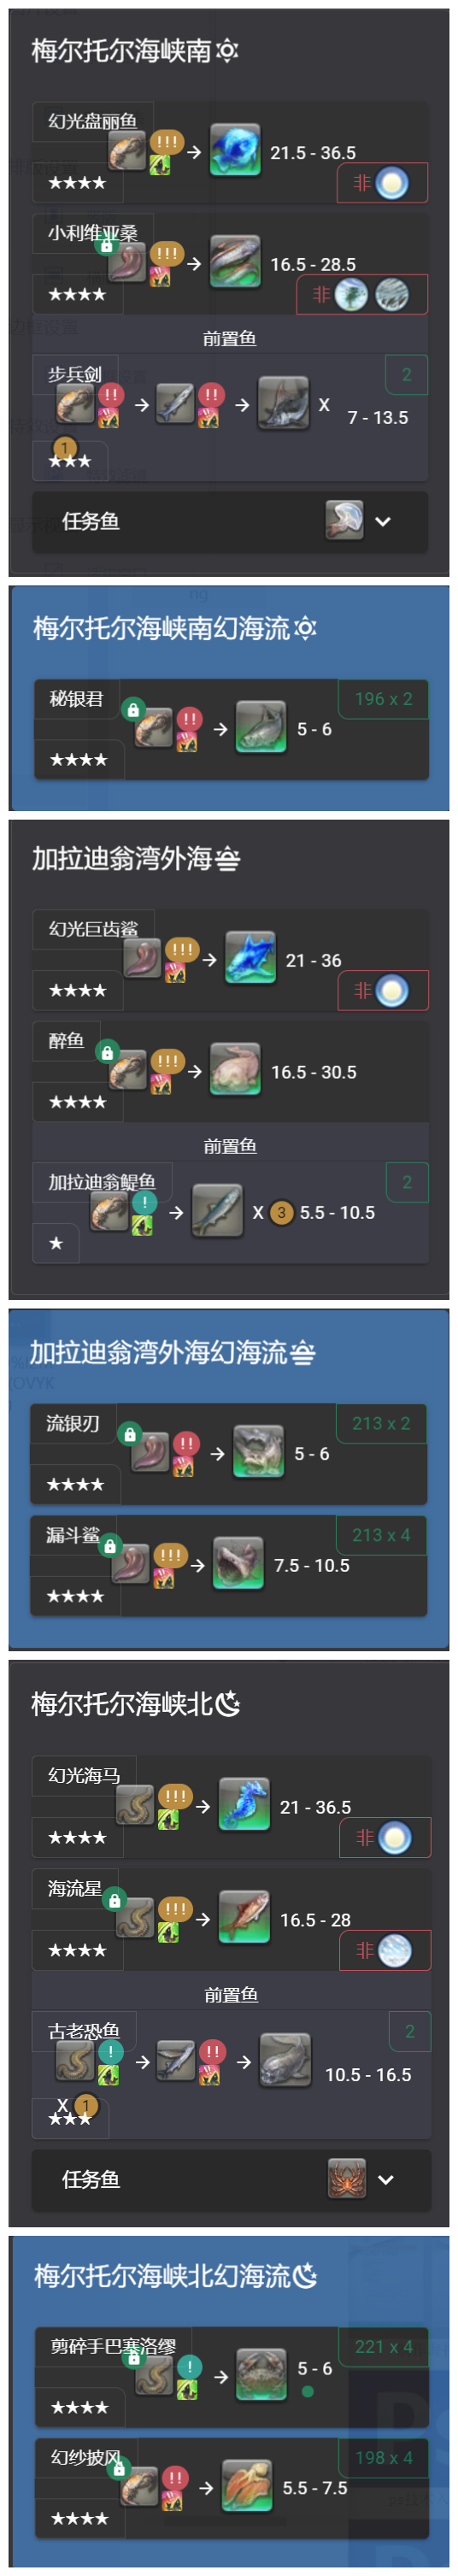 梅尔托尔海峡南
幻光盘丽鱼
!!!
21.5 - 36.5
★★★★
非
小利维亚桑
!!!
16.5 - 28.5
★★★★
非
前置鱼
步兵剑
2
!!
!!
X
7 - 13.5
1
★★★
任务鱼
ng
梅尔托尔海峡南幻海流
秘银君
196 x 2
!!
5 - 6
★★★★
加拉迪翁湾外海
幻光巨齿鲨
!!!
21 - 36
★★★★
非
醉鱼
!!!
16.5 - 30.5
★★★★
前置鱼
加拉迪翁鳀鱼
2
!
X 3 5.5 - 10.5
★
加拉迪翁湾外海幻海流
OVYK
流银刃
213 x 2
!!
5 - 6
★★★★
漏斗鲨
213 x 4
!!!
7.5 - 10.5
★★★★
梅尔托尔海峡北
幻光海马
!!!
21 - 36.5
★★★★
非
海流星
!!!
16.5 - 28
★★★★
非
前置鱼
古老恐鱼
2
!
!!
10.5 - 16.5
X 1
★★★
任务鱼
梅尔托尔海峡北幻海流
剪碎手巴塞洛缪
221 x 4
!
5 - 6
★★★★
幻纱披风
198 x 4
!!
5.5 - 7.5
★★★★